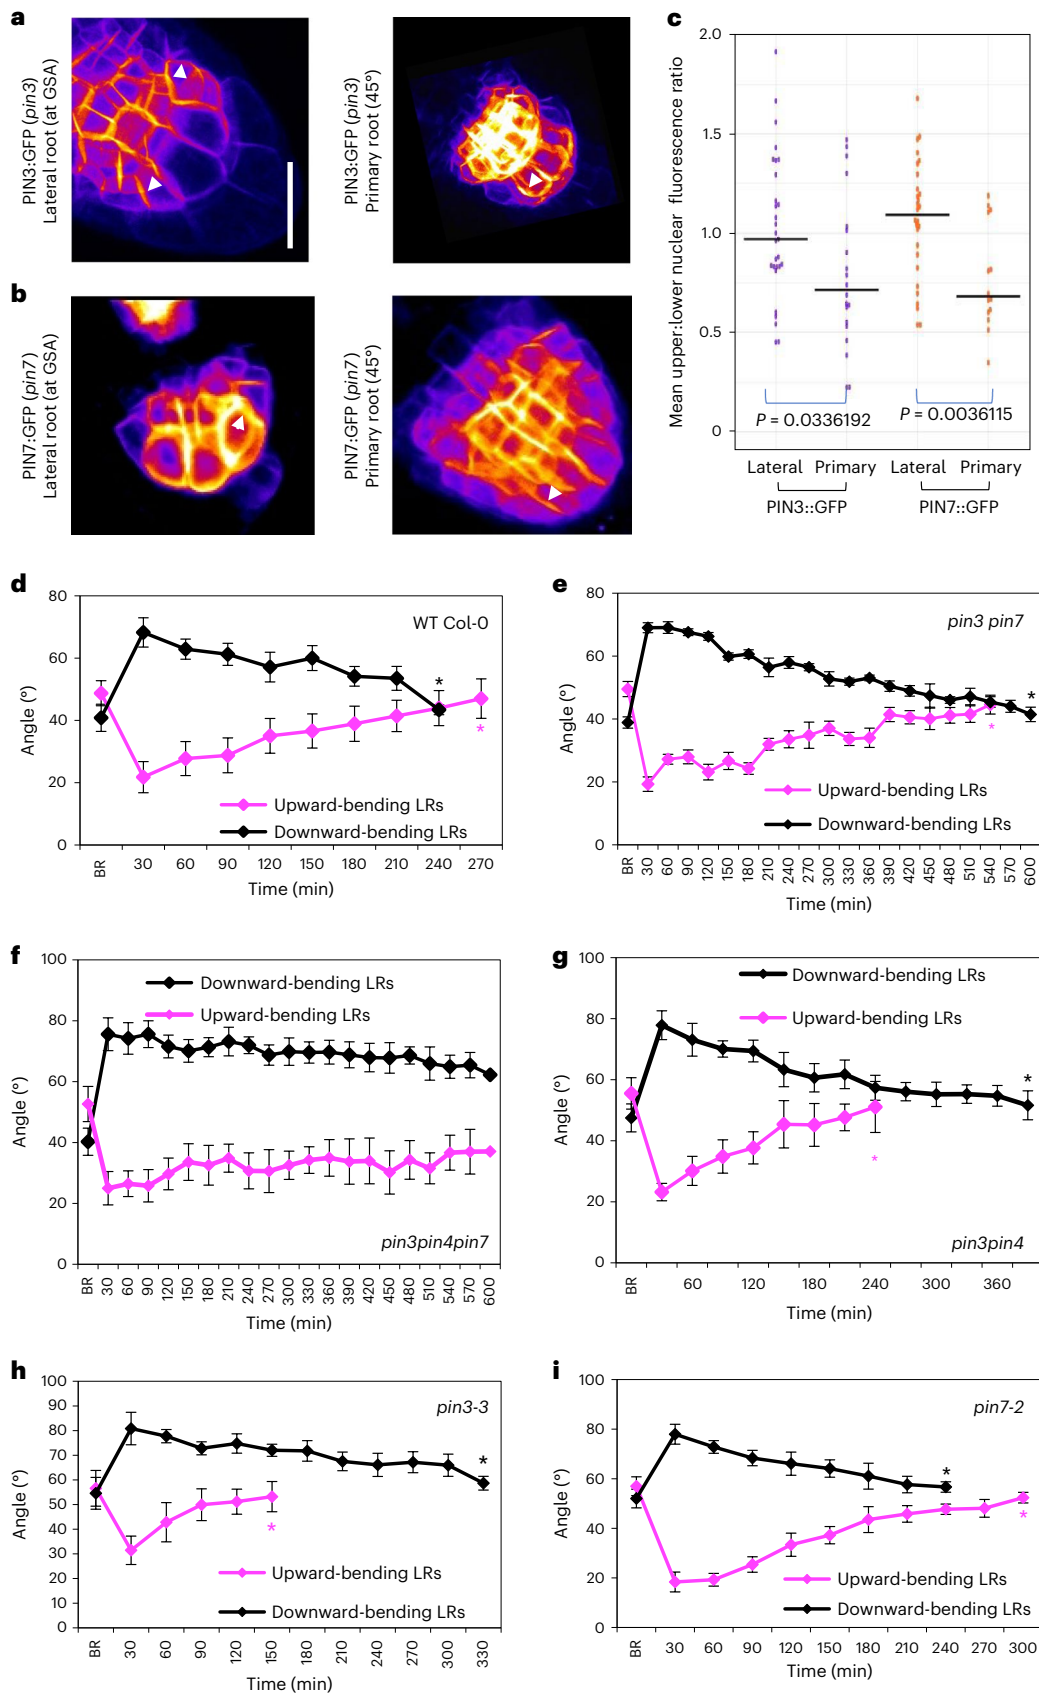 a
PIN3:GFP (pin3)
Lateral root (at GSA)
PIN3:GFP (pin3)
Primary root (45°)
b
PIN7:GFP (pin7)
Lateral root (at GSA)
PIN7:GFP (pin7)
Primary root (45°)
c
Mean upper:lower nuclear fluorescence ratio
2.0
1.5
1.0
0.5
0
P = 0.0336192
P = 0.0036115
Lateral Primary Lateral Primary
PIN3::GFP PIN7::GFP
d
WT Col-0
Angle (°)
80
60
40
20
0
*
*
Upward-bending LRs
Downward-bending LRs
BR 30 60 90 120 150 180 210 240 270
Time (min)
e
pin3 pin7
Angle (°)
80
60
40
20
0
*
*
Upward-bending LRs
Downward-bending LRs
BR 30 60 90 120 150 180 210 240 270 300 330 360 390 420 450 480 510 540 570 600
Time (min)
f
Angle (°)
100
80
60
40
20
0
Downward-bending LRs
Upward-bending LRs
pin3pin4pin7
BR 30 60 90 120 150 180 210 240 270 300 330 360 390 420 450 480 510 540 570 600
Time (min)
g
Angle (°)
100
80
60
40
20
0
Downward-bending LRs
Upward-bending LRs
*
*
pin3pin4
BR 60 120 180 240 300 360
Time (min)
h
pin3-3
Angle (°)
100
90
80
70
60
50
40
30
20
10
0
*
*
Upward-bending LRs
Downward-bending LRs
BR 30 60 90 120 150 180 210 240 270 300 330
Time (min)
i
pin7-2
Angle (°)
100
80
60
40
20
0
*
*
Upward-bending LRs
Downward-bending LRs
BR 30 60 90 120 150 180 210 240 270 300
Time (min)